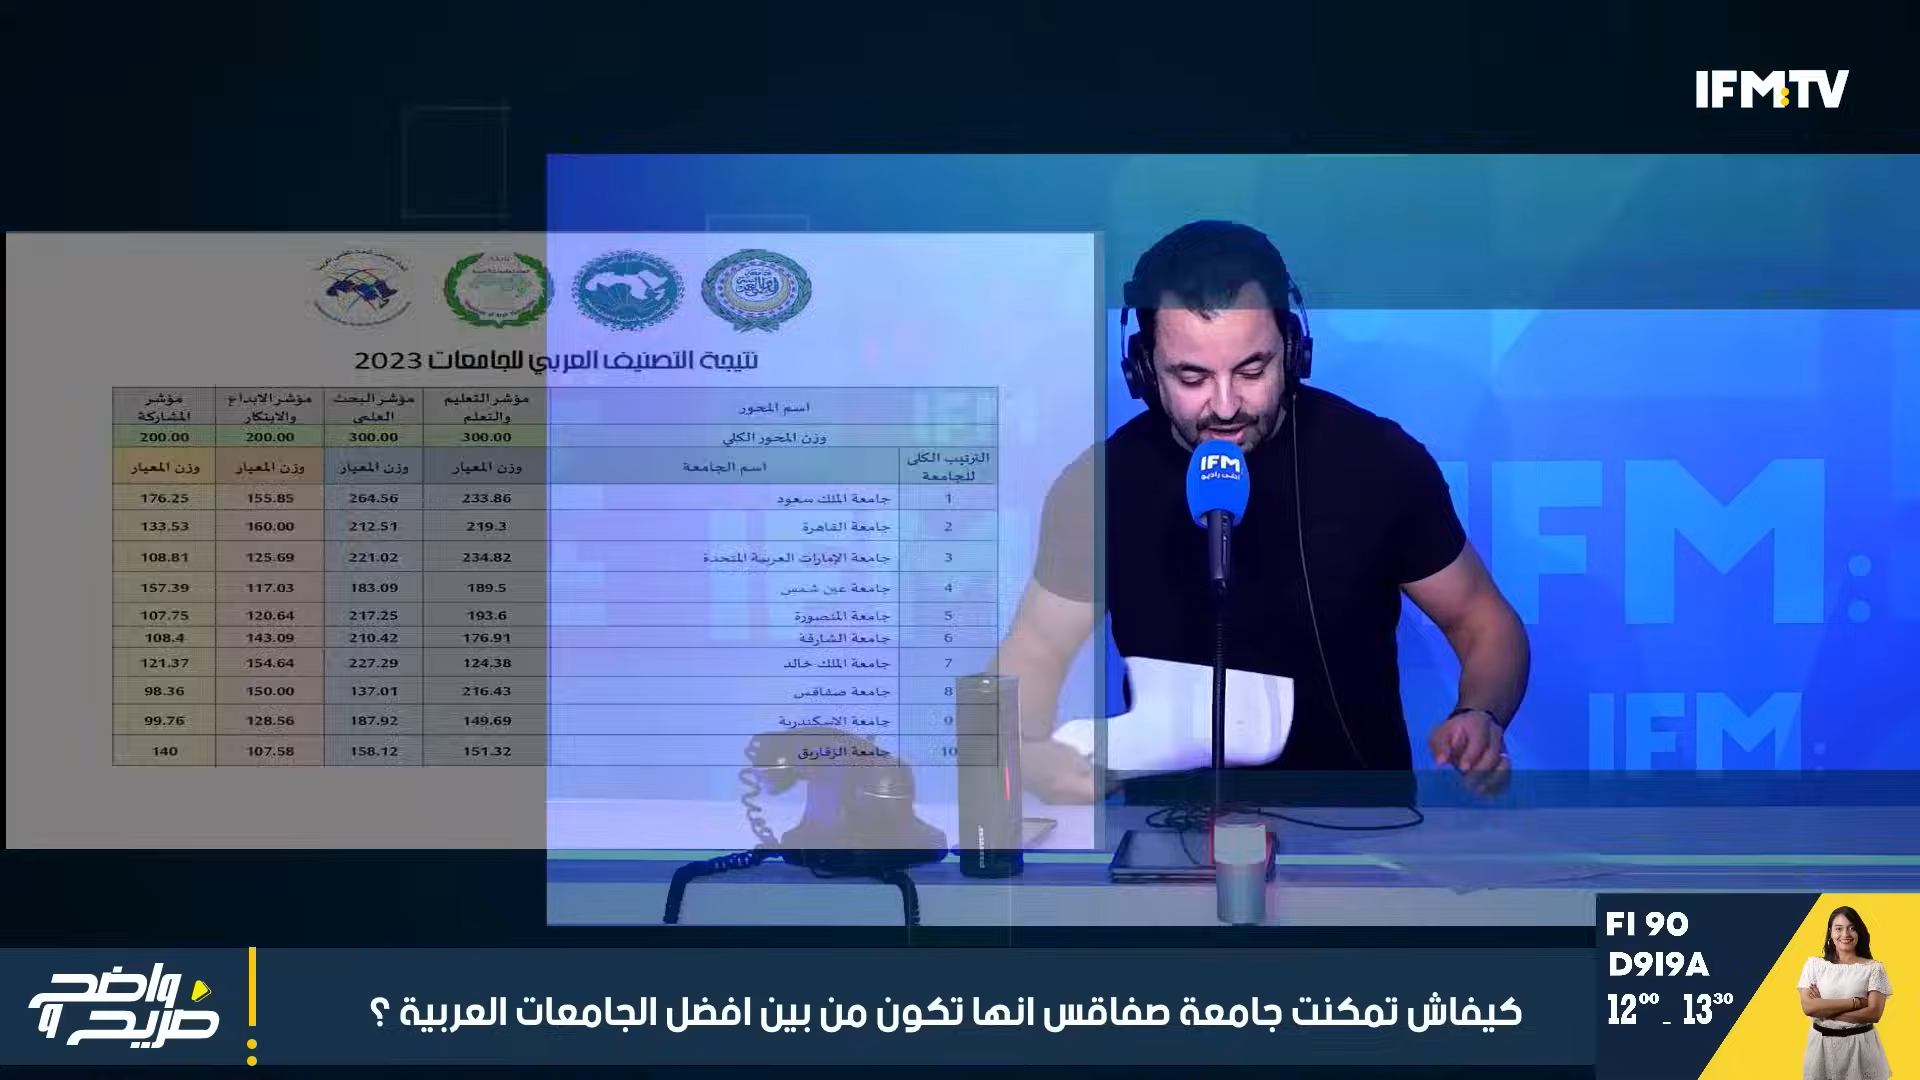 IFM:TV
نتيجة التصنيف العربي للجامعات 2023
اسم المحور مؤشر التعليم والتعلم مؤشر البحث العلمي مؤشر الابداع والابتكار مؤشر المشاركة
وزن المحور الكلي 300.00 300.00 200.00 200.00
الترتيب الكلي للجامعة اسم الجامعة وزن المعيار وزن المعيار وزن المعيار وزن المعيار
1 جامعة الملك سعود 233.86 264.56 155.85 176.25
2 جامعة القاهرة 219.3 212.51 160.00 133.53
3 جامعة الإمارات العربية المتحدة 234.82 221.02 125.69 108.81
4 جامعة عين شمس 189.5 183.09 117.03 157.39
5 جامعة المنصورة 193.6 217.25 120.64 107.75
6 جامعة الشارقة 176.91 210.42 143.09 108.4
7 جامعة الملك خالد 124.38 227.29 154.64 121.37
8 جامعة صفاقس 216.43 137.01 150.00 98.36
9 جامعة الاسكندرية 149.69 187.92 128.56 99.76
10 جامعة الزقازيق 151.32 158.12 107.58 140
IFM
IFM:
IFM:
واضح و صريح
كيفاش تمكنت جامعة صفاقس انها تكون من بين افضل الجامعات العربية ؟
FI 90
D9I9A
12⁰⁰ - 13³⁰